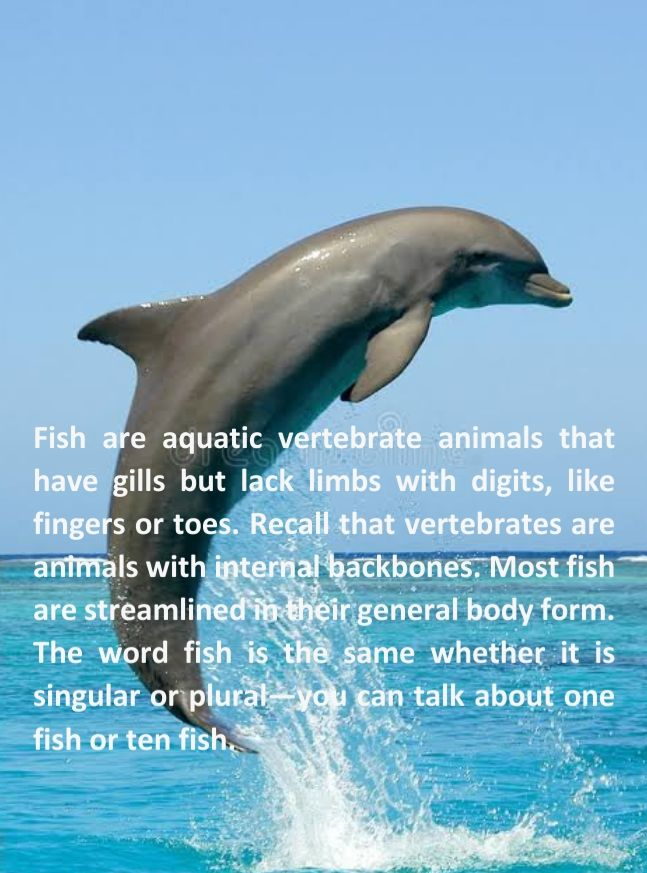 Fish are aquatic vertebrate animals that
have gills but lack limbs with digits, like
fingers or toes. Recall that vertebrates are
animals with internal backbones. Most fish
are streamlined in their general body form.
The word fish is the same whether it is
singular or plural—you can talk about one
fish or ten fish.